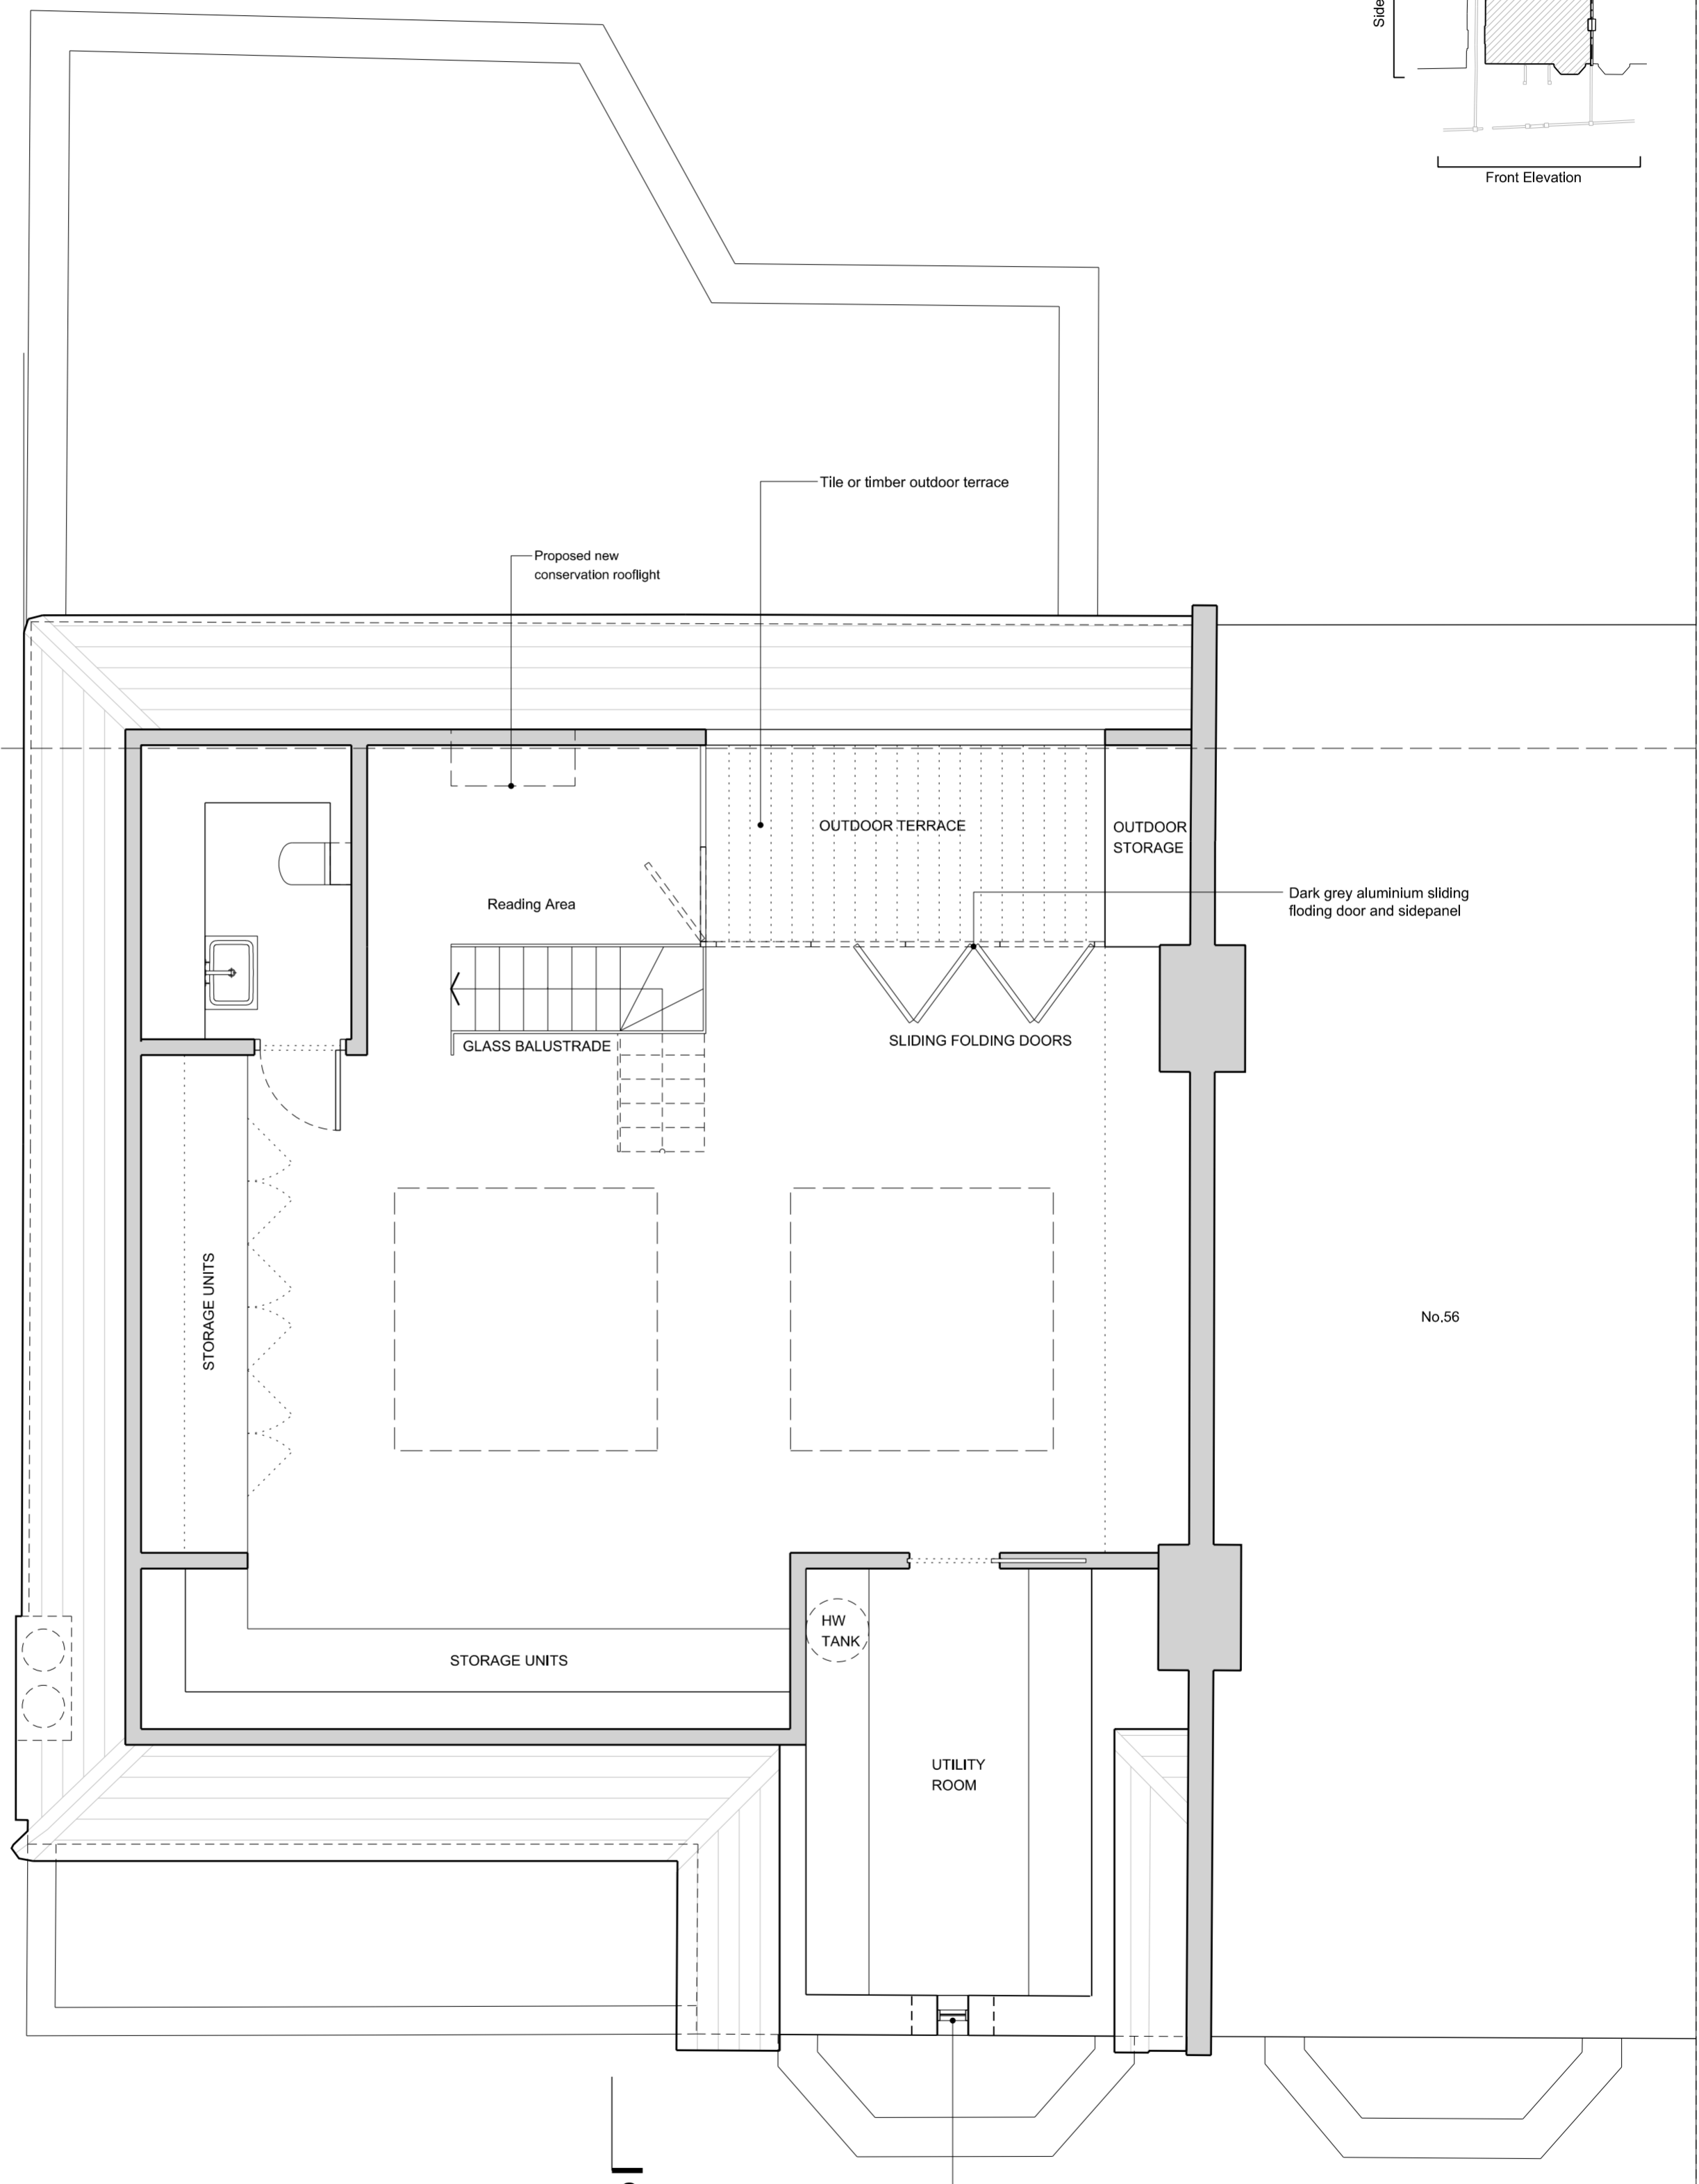 Side
Front Elevation
Tile or timber outdoor terrace
Proposed new
conservation rooflight
OUTDOOR TERRACE
OUTDOOR
STORAGE
Reading Area
Dark grey aluminium sliding
floding door and sidepanel
GLASS BALUSTRADE
SLIDING FOLDING DOORS
STORAGE UNITS
No.56
HW
TANK
STORAGE UNITS
UTILITY
ROOM